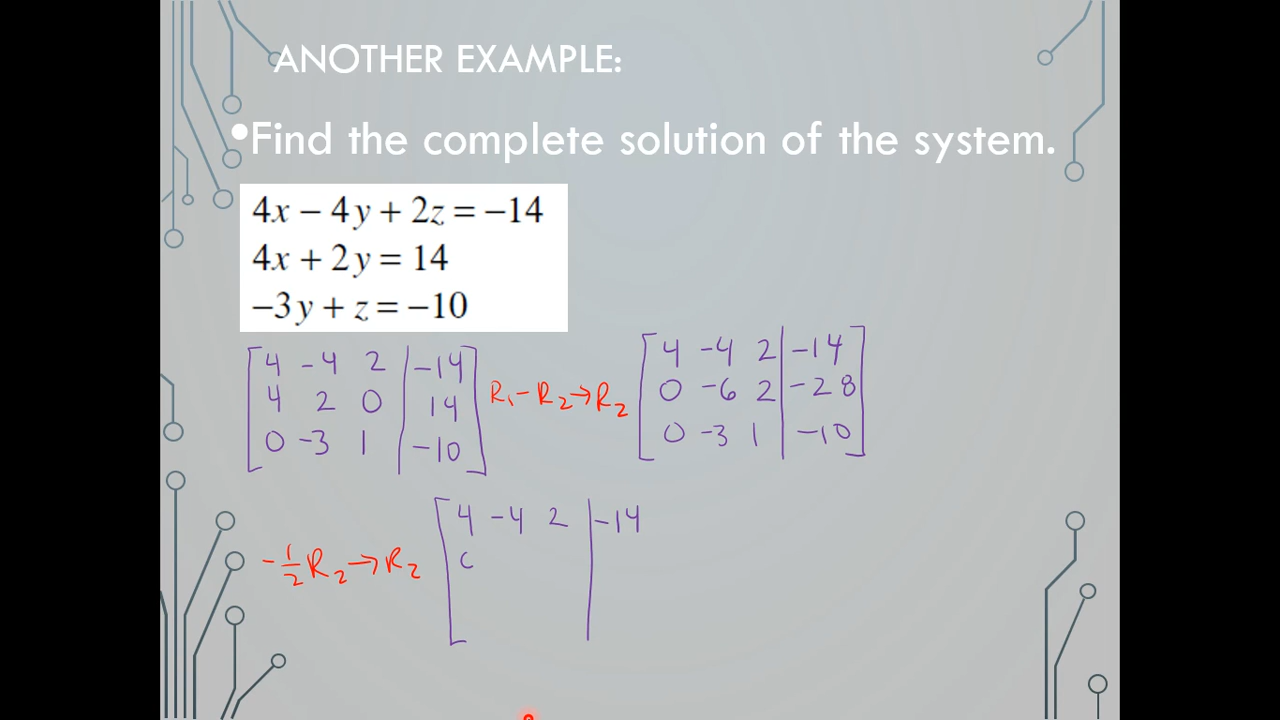 ANOTHER EXAMPLE:
•Find the complete solution of the system.
4x − 4y + 2z = −14
4x + 2y = 14
−3y + z = −10
[4 -4 2 | -14]
[4 2 0 | 14]
[0 -3 1 | -10]
R₁ - R₂ → R₂
[4 -4 2 | -14]
[0 -6 2 | -28]
[0 -3 1 | -10]
-½R₂ → R₂
[4 -4 2 | -14